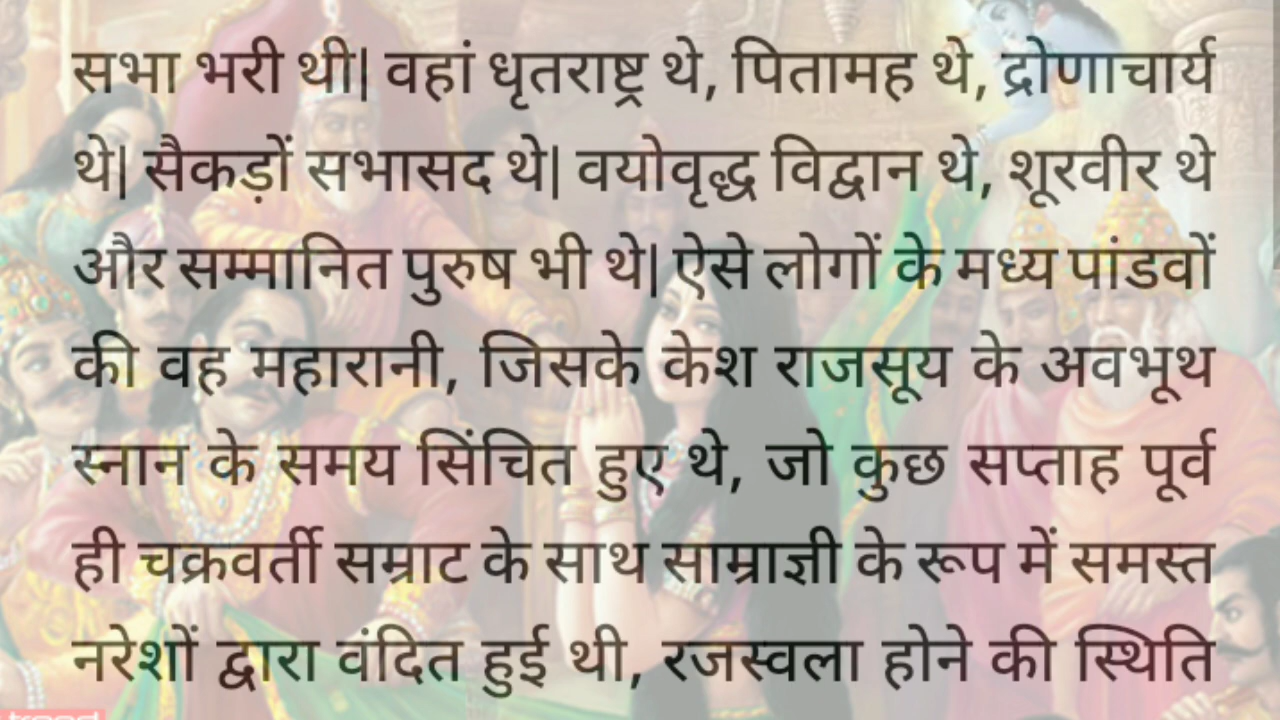 सभा भरी थी| वहां धृतराष्ट्र थे, पितामह थे, द्रोणाचार्य
थे| सैकड़ों सभासद थे| वयोवृद्ध विद्वान थे, शूरवीर थे
और सम्मानित पुरुष भी थे| ऐसे लोगों के मध्य पांडवों
की वह महारानी, जिसके केश राजसूय के अवभूथ
स्नान के समय सिंचित हुए थे, जो कुछ सप्ताह पूर्व
ही चक्रवर्ती सम्राट के साथ साम्राज्ञी के रूप में समस्त
नरेशों द्वारा वंदित हुई थी, रजस्वला होने की स्थिति